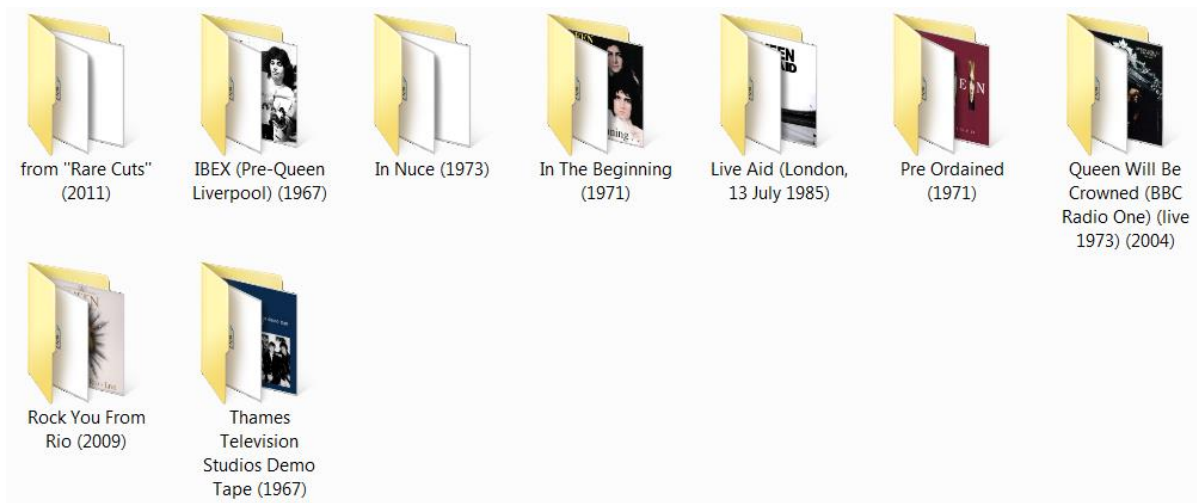 from "Rare Cuts"
(2011)
IBEX (Pre-Queen
Liverpool) (1967)
In Nuce (1973)
In The Beginning
(1971)
Live Aid (London,
13 July 1985)
Pre Ordained
(1971)
Queen Will Be
Crowned (BBC
Radio One) (live
1973) (2004)
Rock You From
Rio (2009)
Thames
Television
Studios Demo
Tape (1967)